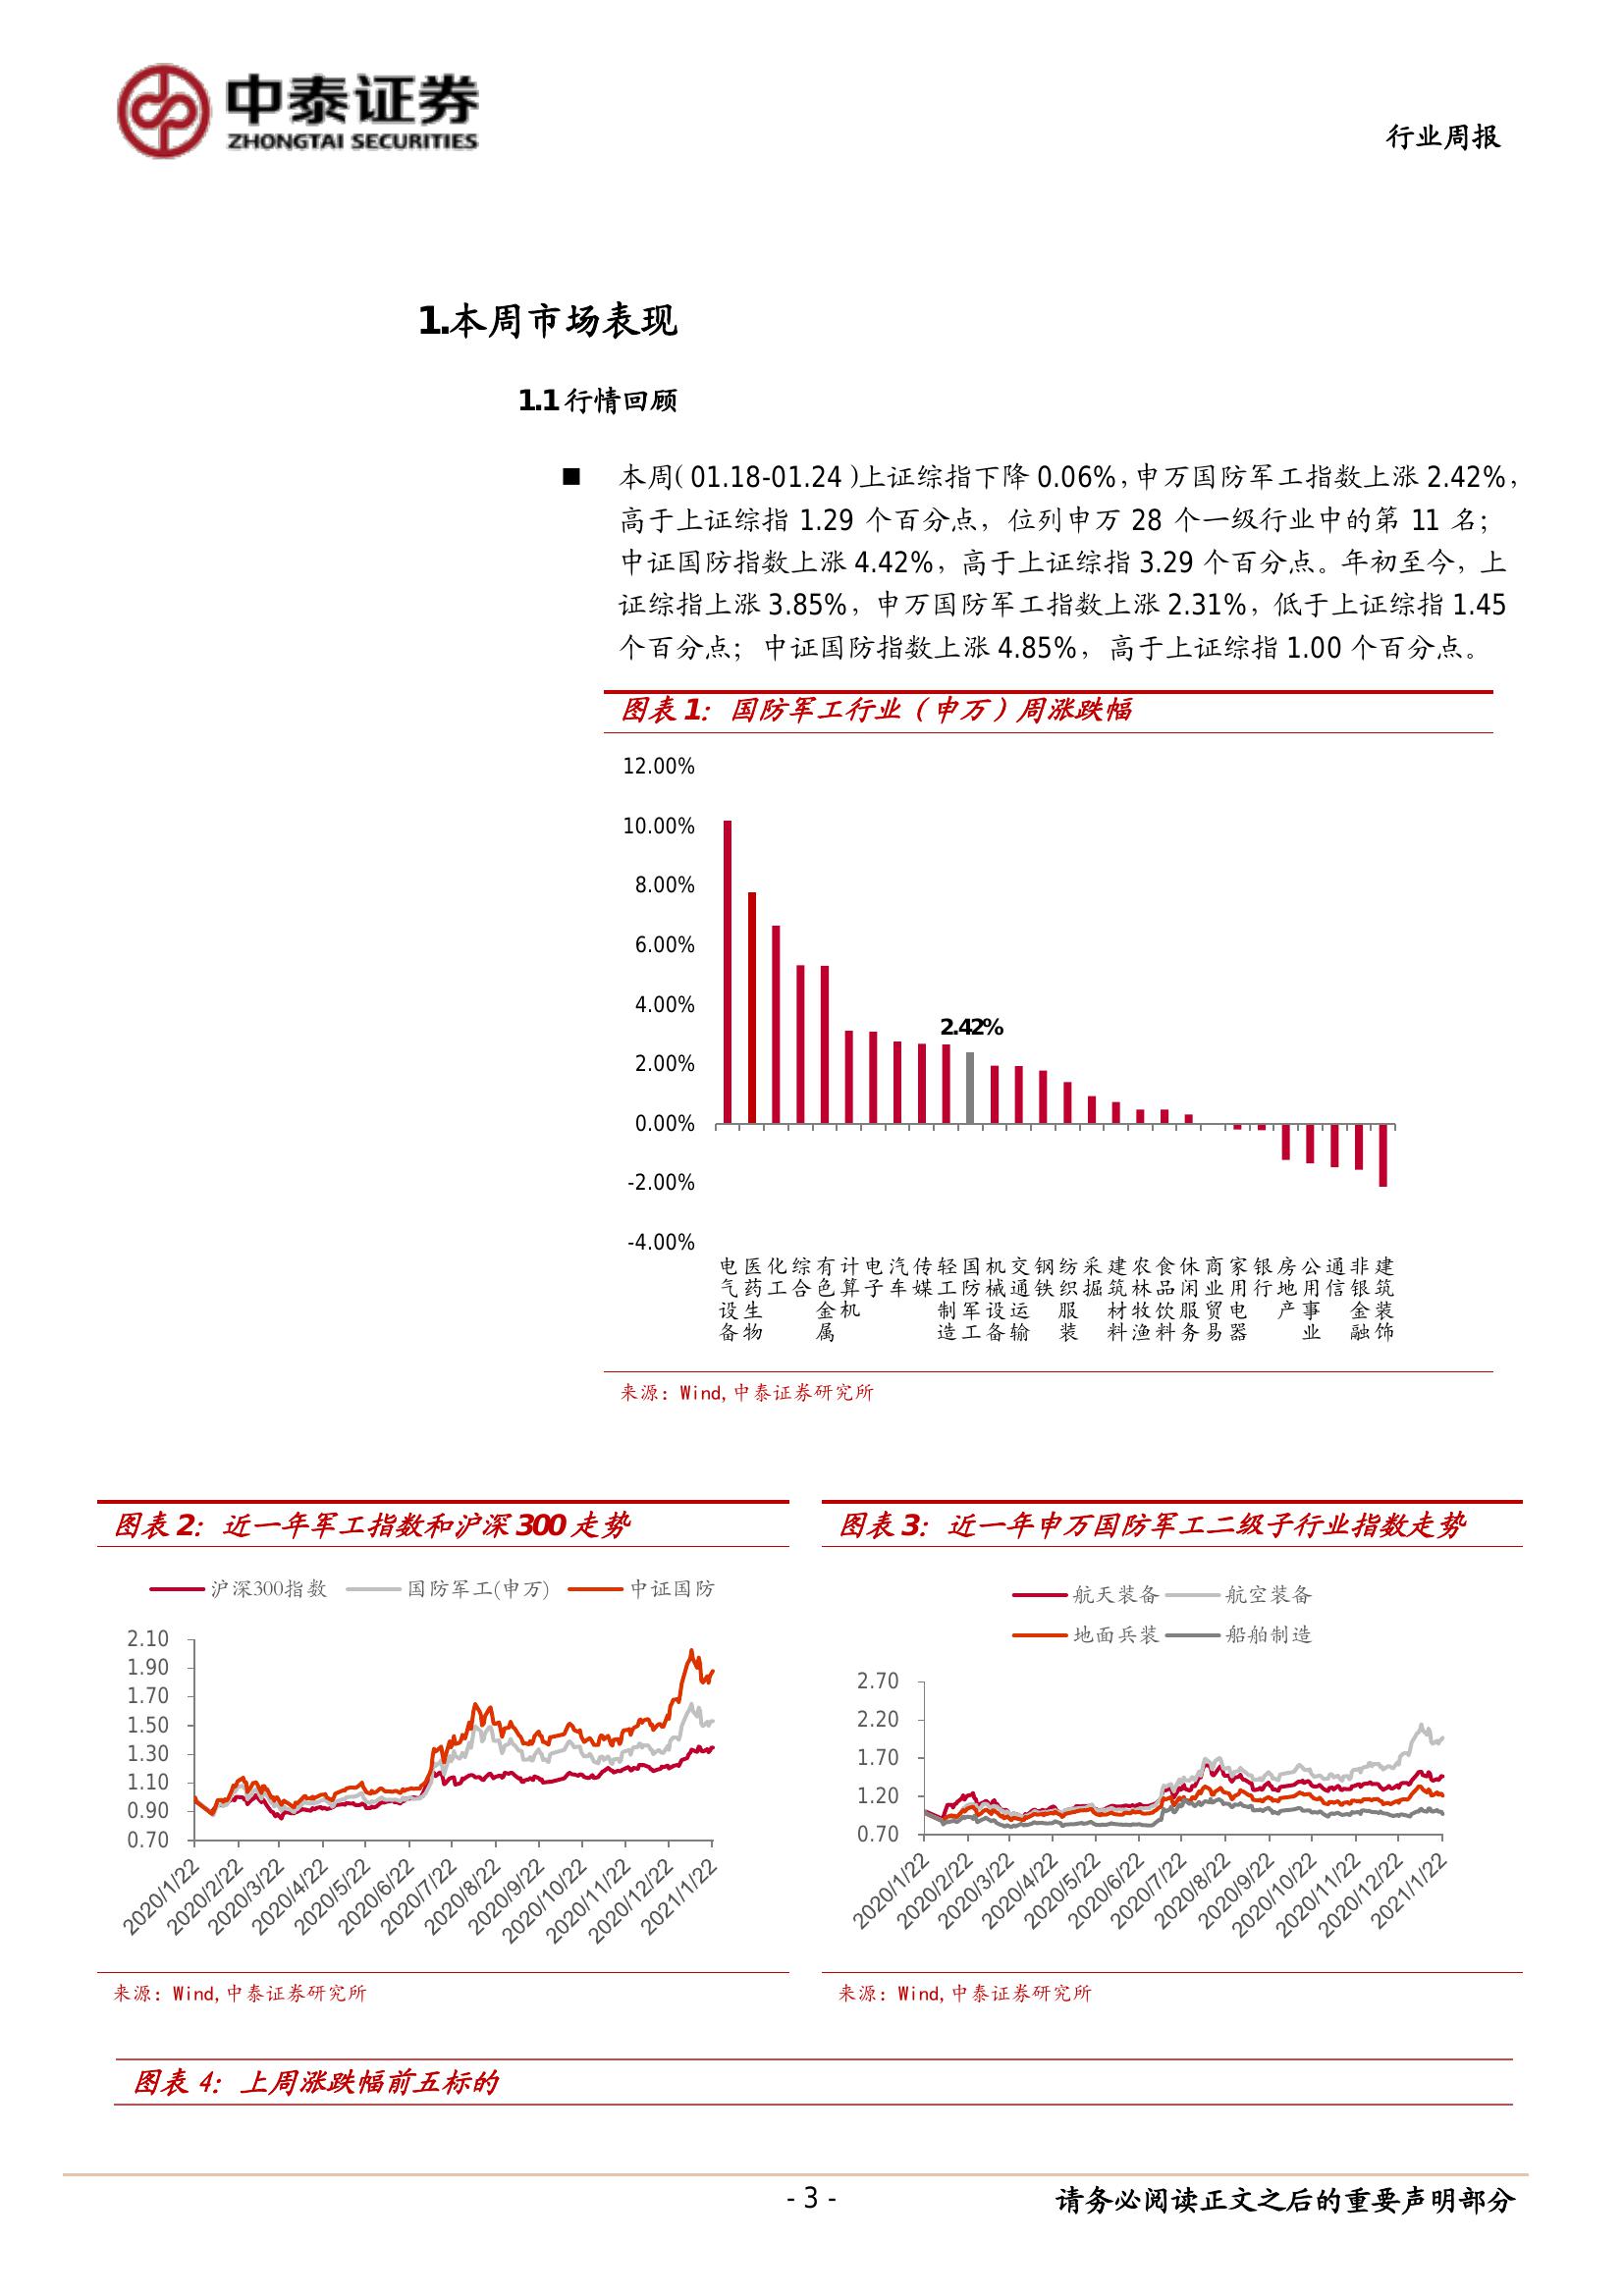 中泰证券
ZHONGTAI SECURITIES
行业周报
1.本周市场表现
1.1 行情回顾
■ 本周(01.18-01.24)上证综指下降 0.06%,申万国防军工指数上涨 2.42%,
高于上证综指 1.29 个百分点，位列申万 28 个一级行业中的第 11 名；
中证国防指数上涨 4.42%，高于上证综指 3.29 个百分点。年初至今，上
证综指上涨 3.85%，申万国防军工指数上涨 2.31%，低于上证综指 1.45
个百分点；中证国防指数上涨 4.85%，高于上证综指 1.00 个百分点。
图表 1：国防军工行业（申万）周涨跌幅
12.00%
10.00%
8.00%
6.00%
4.00%
2.00%
0.00%
-2.00%
-4.00%
2.42%
电气设备
医药生物
化工
综合
有色金属
计算机
电子
汽车
传媒
轻工制造
国防军工
机械设备
交通运输
钢铁
纺织服装
采掘
建筑材料
农林牧渔
食品饮料
休闲服务
商业贸易
家用电器
银行
房地产
公用事业
通信
非银金融
建筑装饰
来源：Wind,中泰证券研究所
图表 2：近一年军工指数和沪深 300 走势
沪深300指数 国防军工(申万) 中证国防
2.10
1.90
1.70
1.50
1.30
1.10
0.90
0.70
2020/1/22
2020/2/22
2020/3/22
2020/4/22
2020/5/22
2020/6/22
2020/7/22
2020/8/22
2020/9/22
2020/10/22
2020/11/22
2020/12/22
2021/1/22
来源：Wind,中泰证券研究所
图表 3：近一年申万国防军工二级子行业指数走势
航天装备 航空装备
地面兵装 船舶制造
2.70
2.20
1.70
1.20
0.70
2020/1/22
2020/2/22
2020/3/22
2020/4/22
2020/5/22
2020/6/22
2020/7/22
2020/8/22
2020/9/22
2020/10/22
2020/11/22
2020/12/22
2021/1/22
来源：Wind,中泰证券研究所
图表 4：上周涨跌幅前五标的
- 3 -
请务必阅读正文之后的重要声明部分